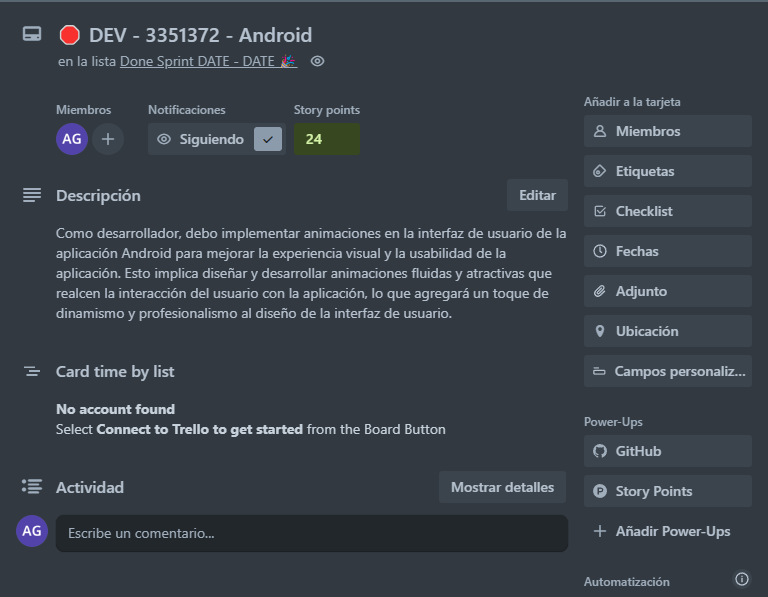 DEV - 3351372 - Android
en la lista Done Sprint DATE - DATE 🎉
Miembros
Notificaciones
Story points
AG
Siguiendo
24
Descripción
Editar
Como desarrollador, debo implementar animaciones en la interfaz de usuario de la
aplicación Android para mejorar la experiencia visual y la usabilidad de la
aplicación. Esto implica diseñar y desarrollar animaciones fluidas y atractivas que
realcen la interacción del usuario con la aplicación, lo que agregará un toque de
dinamismo y profesionalismo al diseño de la interfaz de usuario.
Card time by list
No account found
Select Connect to Trello to get started from the Board Button
Actividad
Mostrar detalles
AG
Escribe un comentario...
Añadir a la tarjeta
Miembros
Etiquetas
Checklist
Fechas
Adjunto
Ubicación
Campos personaliz...
Power-Ups
GitHub
Story Points
Añadir Power-Ups
Automatización